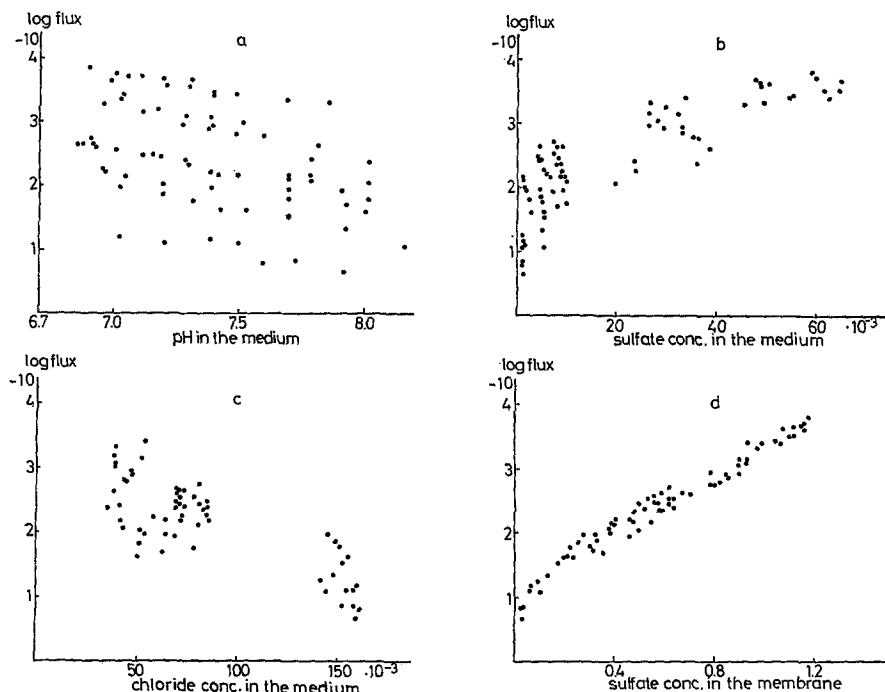 log flux
-10
a
4
3
2
1
6.7
7.0
7.5
8.0
pH in the medium
logflux
-10
b
4
3
2
1
20
40
60
·10⁻³
sulfate conc. in the medium
log flux
-10
c
4
3
2
1
50
100
150
·10⁻³
chloride conc. in the medium
log flux
-10
d
4
3
2
1
0.4
0.8
1.2
sulfate conc. in the membrane